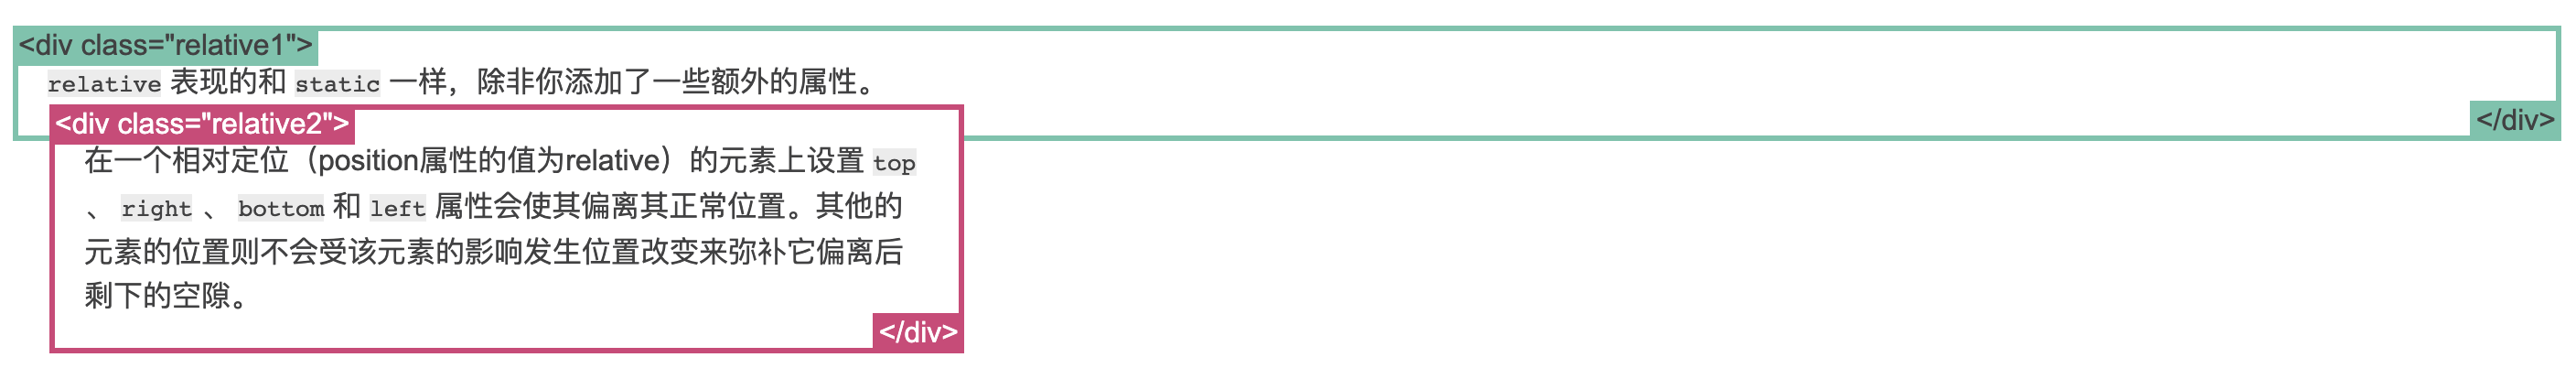 <div class="relative1">
relative 表现的和 static 一样，除非你添加了一些额外的属性。
</div>
<div class="relative2">
在一个相对定位（position属性的值为relative）的元素上设置 top
、 right 、 bottom 和 left 属性会使其偏离其正常位置。其他的
元素的位置则不会受该元素的影响发生位置改变来弥补它偏离后
剩下的空隙。
</div>